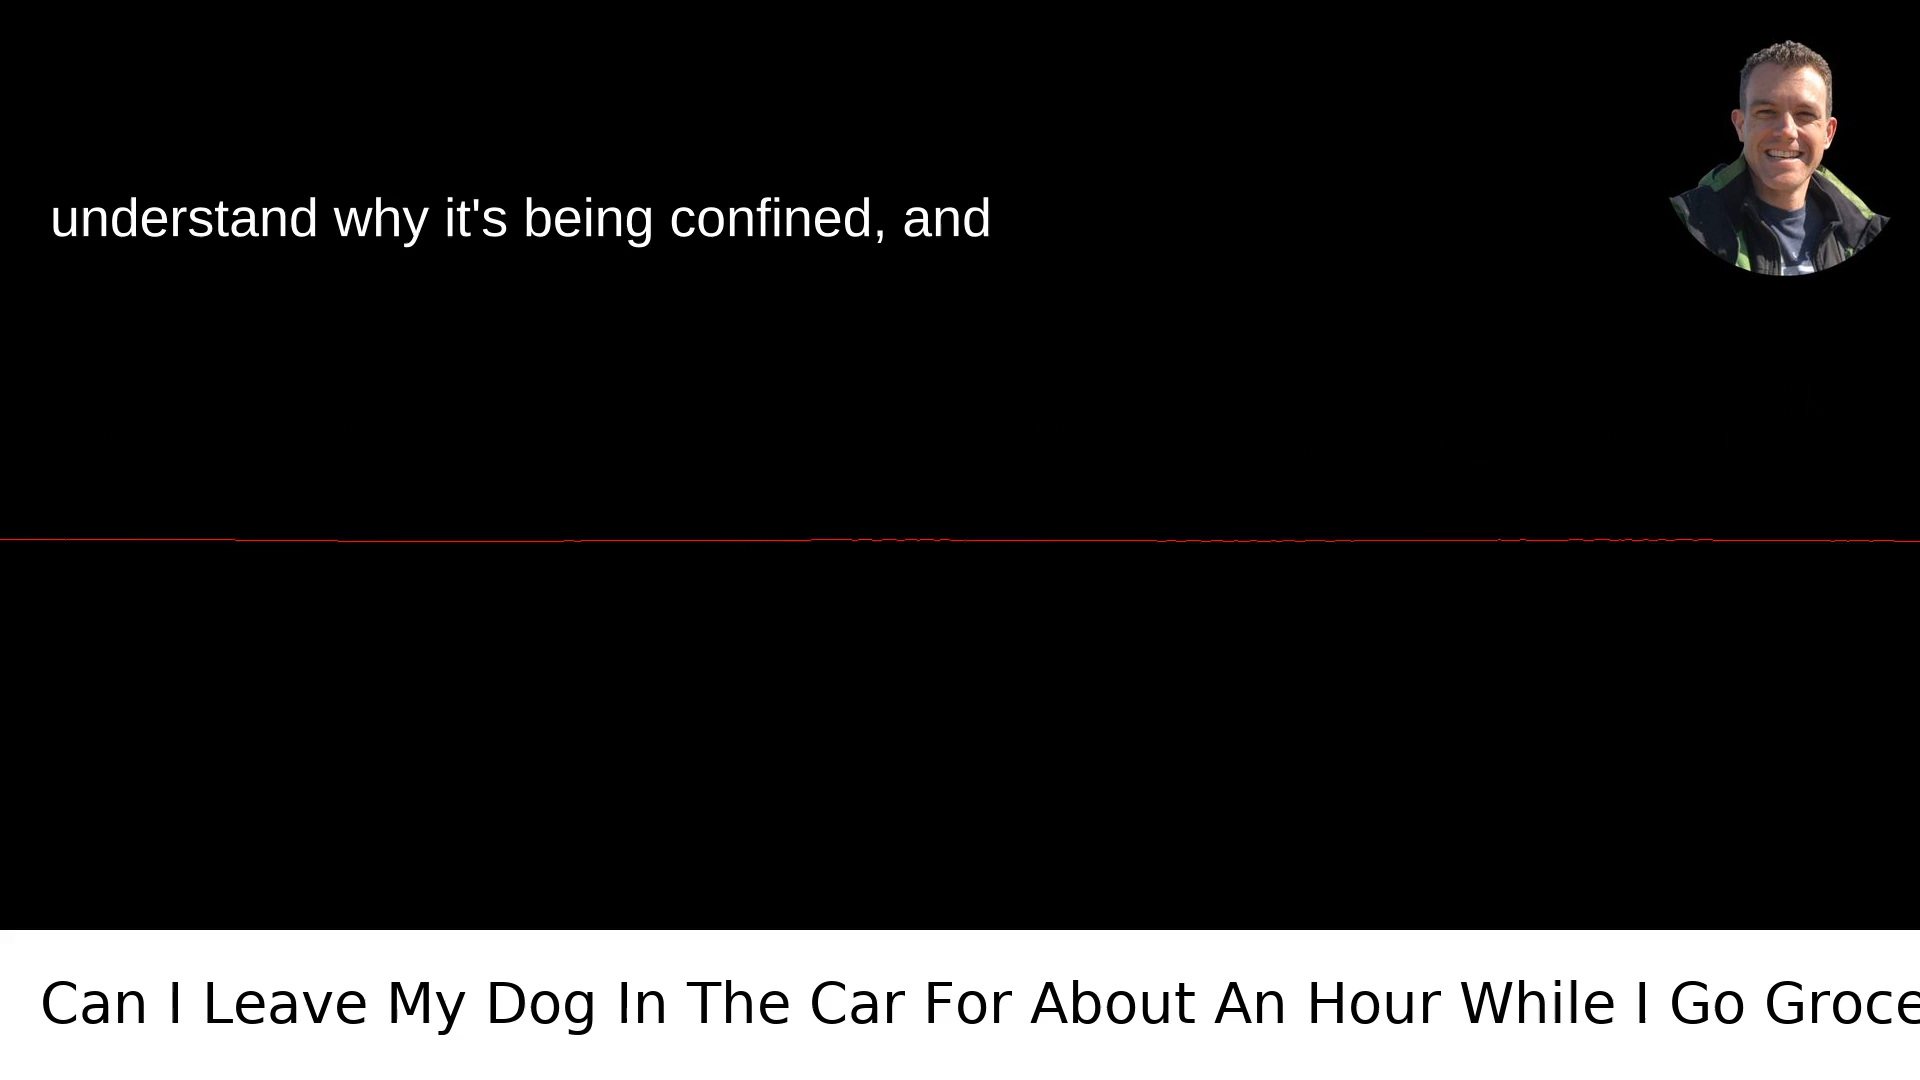 understand why it's being confined, and
Can I Leave My Dog In The Car For About An Hour While I Go Groce